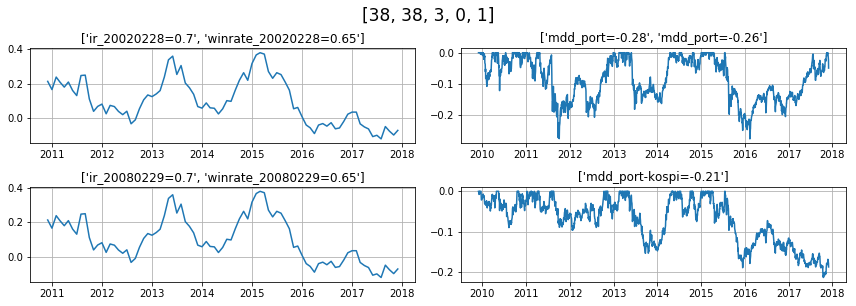 [38, 38, 3, 0, 1]
['ir_20020228=0.7', 'winrate_20020228=0.65']
0.4
0.2
0.0
2011 2012 2013 2014 2015 2016 2017 2018
['mdd_port=-0.28', 'mdd_port=-0.26']
0.0
−0.1
−0.2
2010 2011 2012 2013 2014 2015 2016 2017 2018
['ir_20080229=0.7', 'winrate_20080229=0.65']
0.4
0.2
0.0
2011 2012 2013 2014 2015 2016 2017 2018
['mdd_port-kospi=-0.21']
0.0
−0.1
−0.2
2010 2011 2012 2013 2014 2015 2016 2017 2018